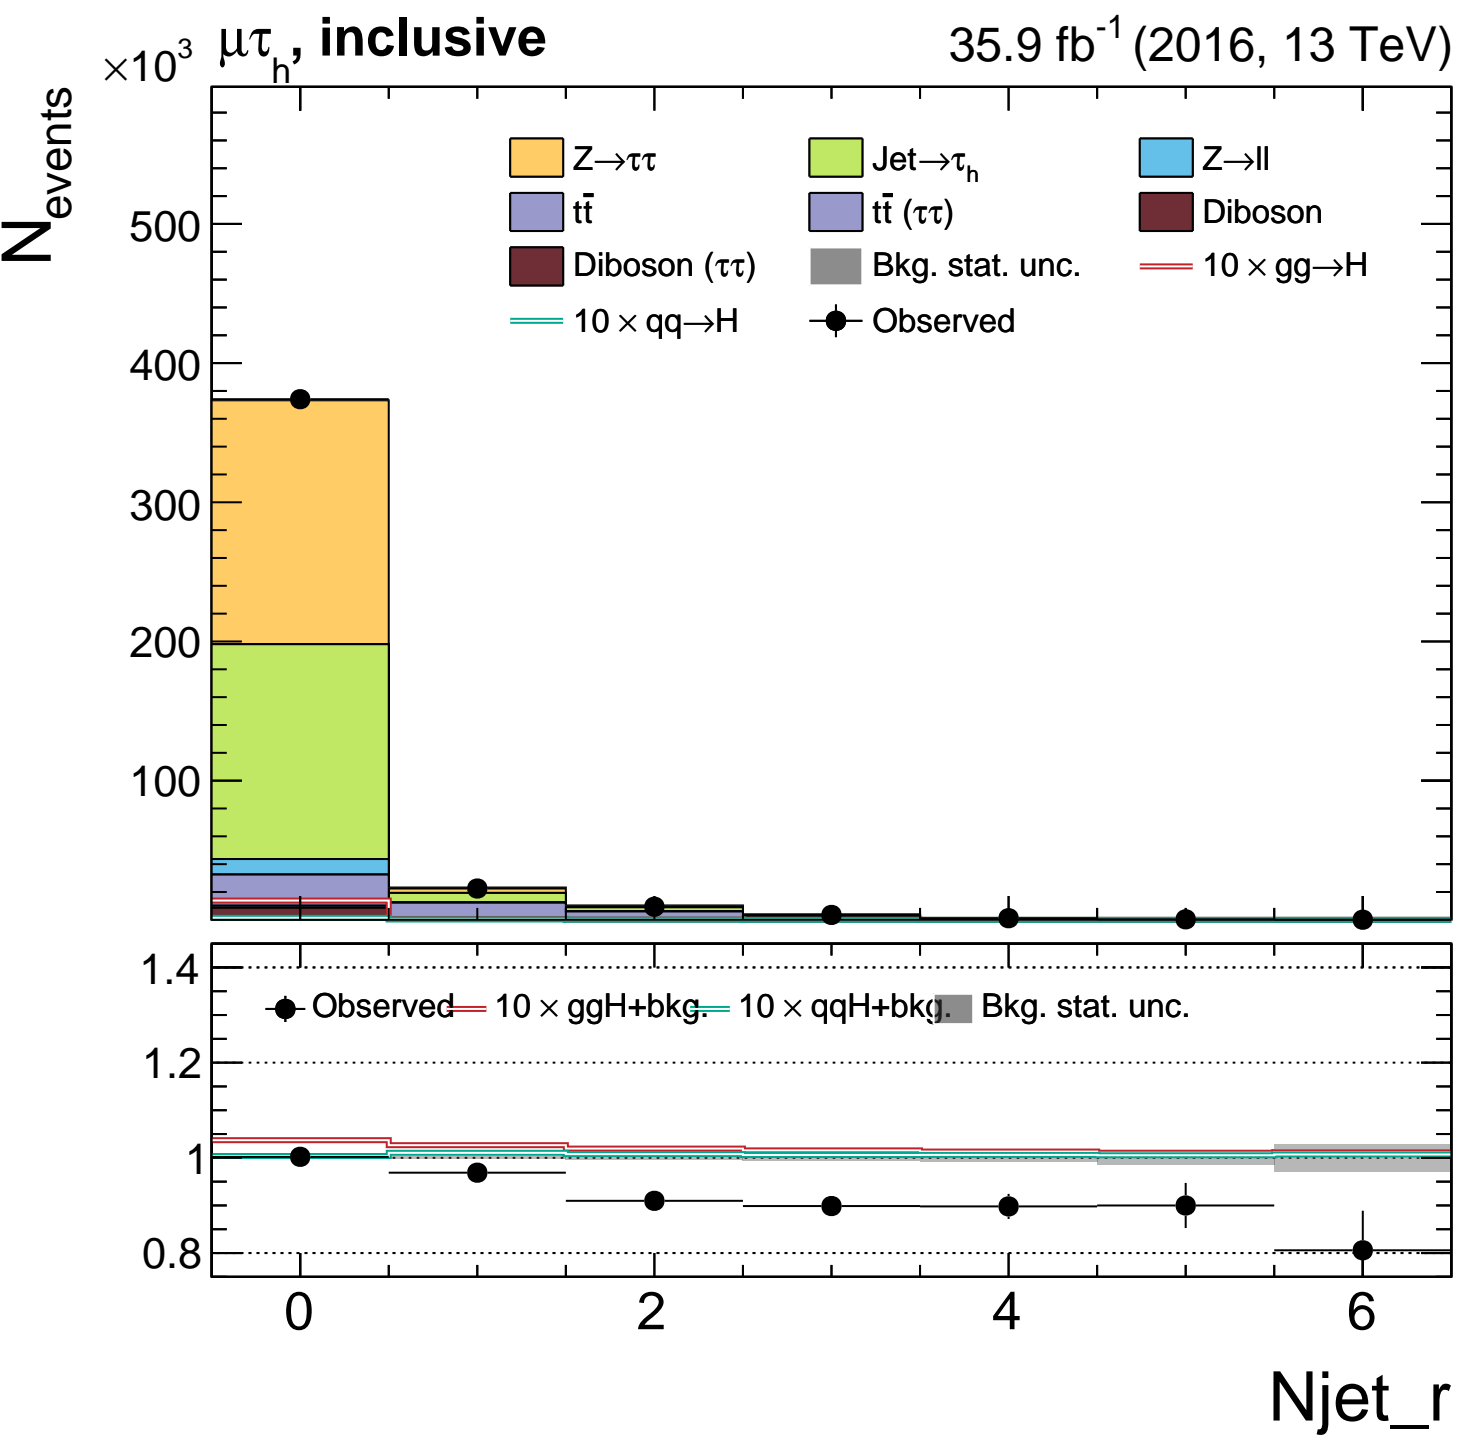 ×10³ μτₕ, inclusive 35.9 fb⁻¹ (2016, 13 TeV)
N_events
Z→ττ Jet→τₕ Z→ll
tt̄ tt̄ (ττ) Diboson
Diboson (ττ) Bkg. stat. unc. 10 × gg→H
10 × qq→H Observed
500
400
300
200
100
1.4
Observed 10 × ggH+bkg. 10 × qqH+bkg. Bkg. stat. unc.
1.2
1
0.8
0 2 4 6
Njet_r